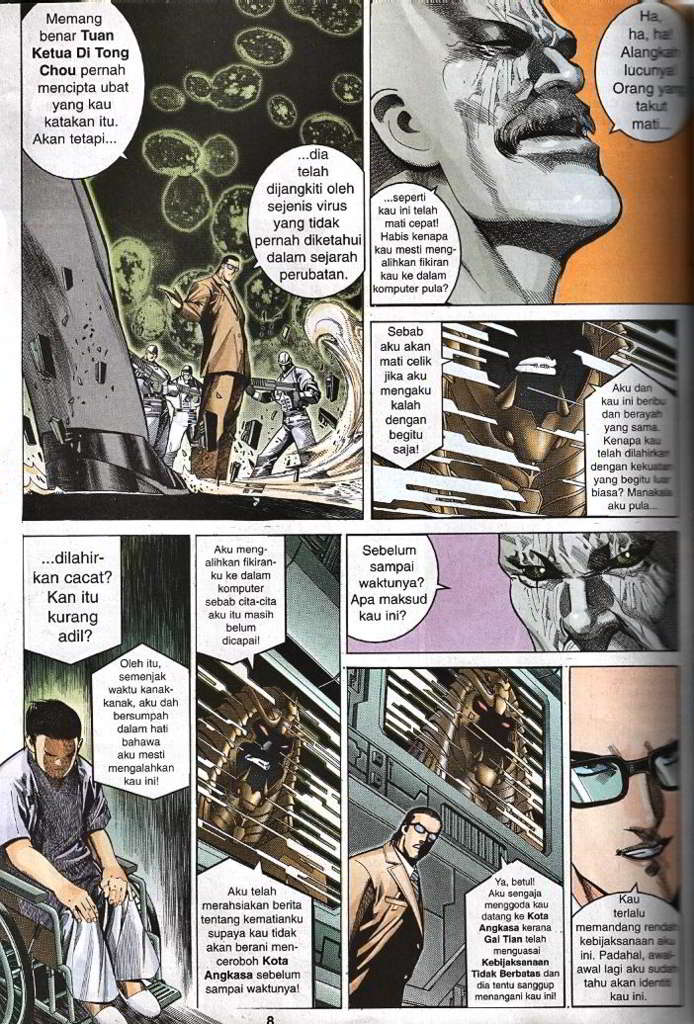 Memang
benar Tuan
Ketua Di Tong
Chou pernah
mencipta ubat
yang kau
katakan itu.
Akan tetapi...
...dia
telah
dijangkiti oleh
sejenis virus
yang tidak
pernah diketahui
dalam sejarah
perubatan.
Ha,
ha, ha!
Alangkah
lucunya!
Orang yang
takut
mati...
...seperti
kau ini telah
mati cepat!
Habis kenapa
kau mesti meng-
alihkan fikiran
kau ke dalam
komputer pula?
Sebab
aku akan
mati celik
jika aku
mengaku
kalah
dengan
begitu
saja!
Aku dan
kau ini beribu
dan berayah
yang sama.
Kenapa kau
telah dilahirkan
dengan kekuatan
yang begitu luar
biasa? Manakala
aku pula...
...dilahir-
kan cacat?
Kan itu
kurang
adil?
Oleh itu,
semenjak
waktu kanak-
kanak, aku dah
bersumpah
dalam hati
bahawa
aku mesti
mengalahkan
kau ini!
Aku meng-
alihkan fikiran-
ku ke dalam
komputer
sebab cita-cita
aku itu masih
belum
dicapai!
Aku telah
merahsiakan berita
tentang kematianku
supaya kau tidak
akan berani men-
ceroboh Kota
Angkasa sebelum
sampai waktunya!
Sebelum
sampai
waktunya?
Apa maksud
kau ini?
Ya, betul!
Aku sengaja
menggoda kau
datang ke Kota
Angkasa kerana
Gai Tian telah
menguasai
Kebijaksanaan
Tidak Berbatas dan
dia tentu sanggup
menangani kau ini!
Kau
terlalu
memandang rendah
kebijaksanaan aku
ini. Padahal, awal-
awal lagi aku sudah
tahu akan identiti
kau ini.
8